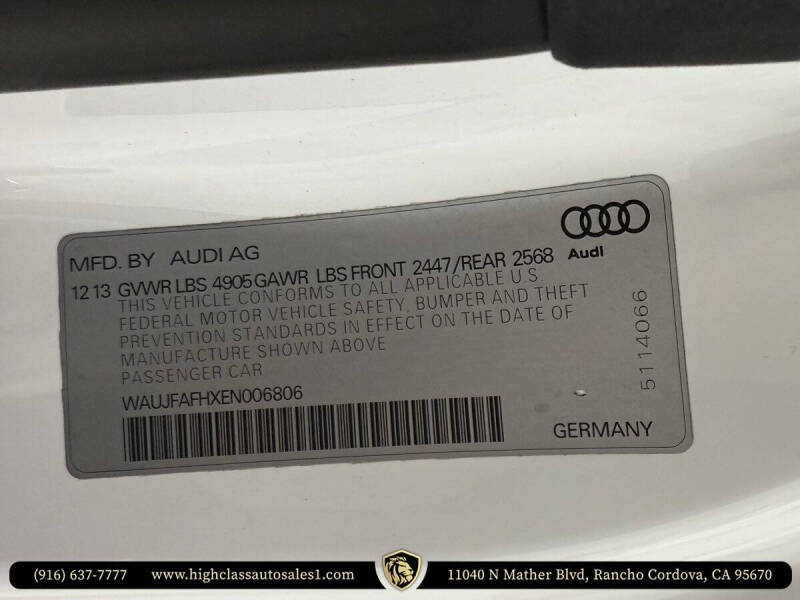 MFD. BY AUDI AG
Audi
12 13 GVWR LBS 4905 GAWR LBS FRONT 2447/REAR 2568
THIS VEHICLE CONFORMS TO ALL APPLICABLE U.S.
FEDERAL MOTOR VEHICLE SAFETY, BUMPER AND THEFT
PREVENTION STANDARDS IN EFFECT ON THE DATE OF
MANUFACTURE SHOWN ABOVE
PASSENGER CAR
WAUJFAFHXEN006806
5114066
GERMANY
(916) 637-7777 www.highclassautosales1.com 11040 N Mather Blvd, Rancho Cordova, CA 95670